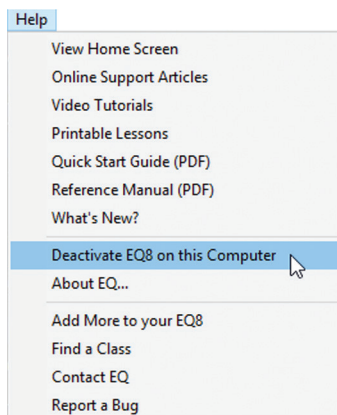 Help
View Home Screen
Online Support Articles
Video Tutorials
Printable Lessons
Quick Start Guide (PDF)
Reference Manual (PDF)
What's New?
Deactivate EQ8 on this Computer
About EQ...
Add More to your EQ8
Find a Class
Contact EQ
Report a Bug